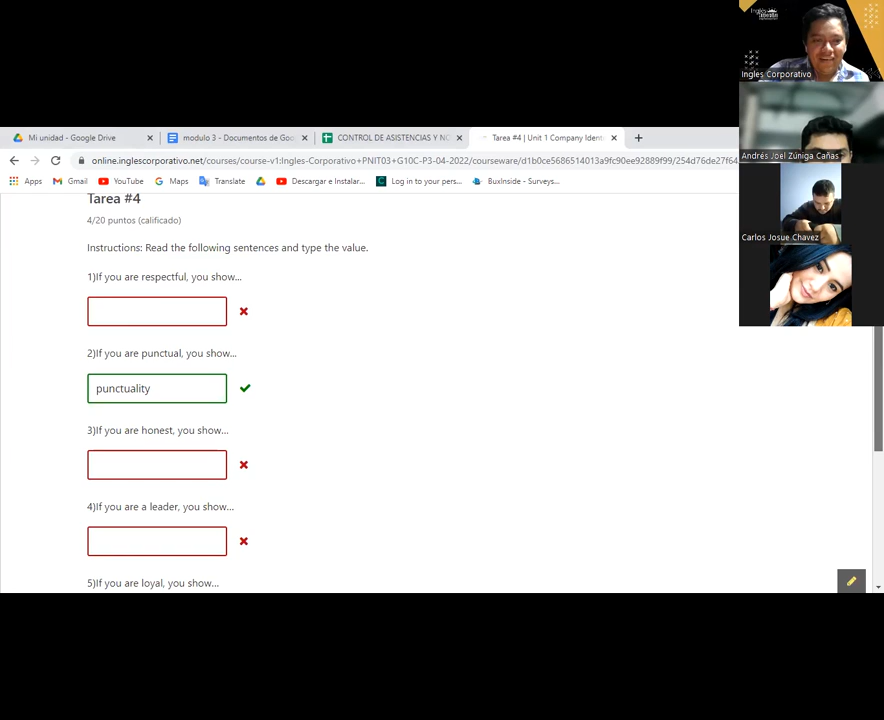 Inglés
Corporativo
Ingles Corporativo
Mi unidad - Google Drive
modulo 3 - Documentos de Goo
CONTROL DE ASISTENCIAS Y NO
Tarea #4 | Unit 1 Company Ident
online.inglescorporativo.net/courses/course-v1:Ingles-Corporativo+PNIT03+G10C-P3-04-2022/courseware/d1b0ce5686514013a9fc90ee92889f99/254d76de27f64
Andrés Joel Zúniga Cañas
Apps
Gmail
YouTube
Maps
Translate
Descargar e Instalar...
Log in to your pers...
BuxInside - Surveys...
Tarea #4
4/20 puntos (calificado)
Carlos Josue Chavez
Instructions: Read the following sentences and type the value.
1)If you are respectful, you show...
2)If you are punctual, you show...
punctuality
3)If you are honest, you show...
4)If you are a leader, you show...
5)If you are loyal, you show...